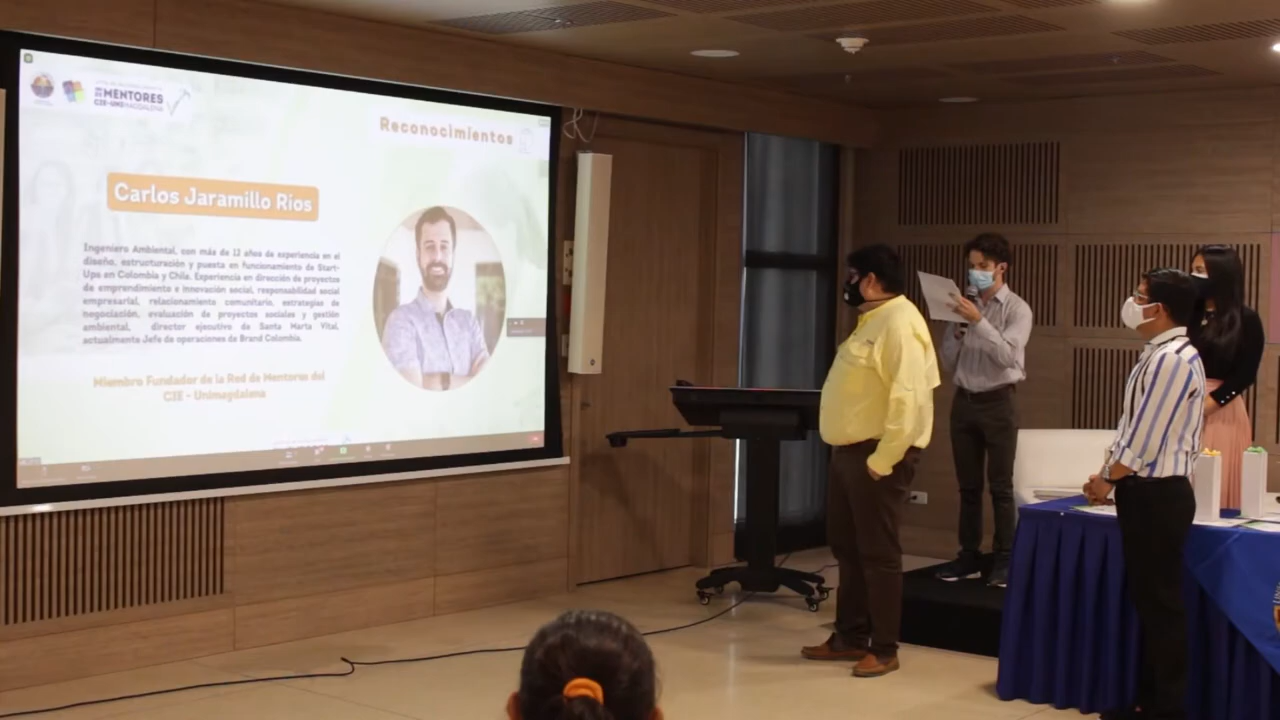 MENTORES
CIE-UNIMAGDALENA
Reconocimientos
Carlos Jaramillo Ríos
Ingeniero Ambiental, con más de 12 años de experiencia en el
diseño, estructuración y puesta en funcionamiento de Start-
Ups en Colombia y Chile. Experiencia en dirección de proyectos
de emprendimiento e innovación social, responsabilidad social
empresarial, relacionamiento comunitario, estrategias de
negociación, evaluación de proyectos sociales y gestión
ambiental, director ejecutivo de Santa Marta Vital,
actualmente Jefe de operaciones de Brand Colombia.
Miembro Fundador de la Red de Mentores del
CIE - Unimagdalena